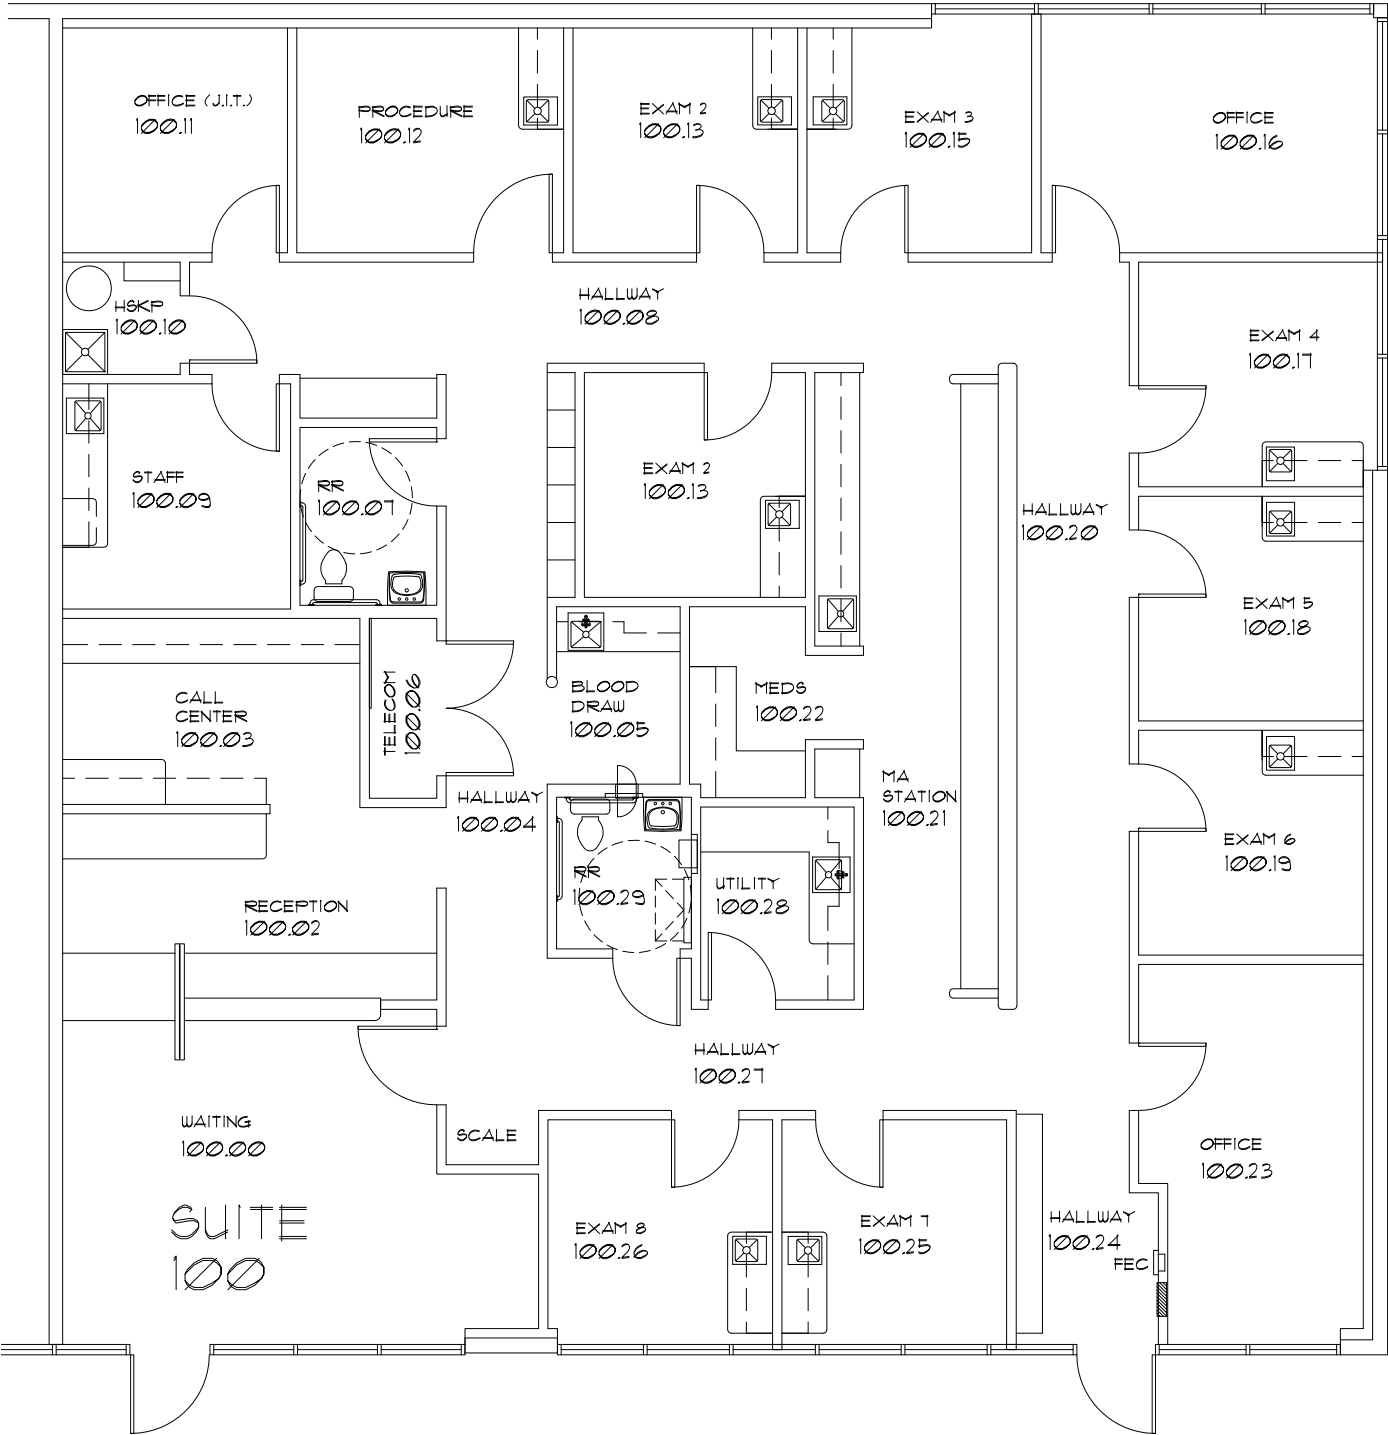 OFFICE (J.I.T.)
100.11
PROCEDURE
100.12
EXAM 2
100.13
EXAM 3
100.15
OFFICE
100.16
HSKP
100.10
HALLWAY
100.08
EXAM 4
100.17
STAFF
100.09
RR
100.07
EXAM 2
100.13
HALLWAY
100.20
EXAM 5
100.18
CALL
CENTER
100.03
TELECOM
100.06
BLOOD
DRAW
100.05
MEDS
100.22
HALLWAY
100.04
MA
STATION
100.21
EXAM 6
100.19
RR
100.29
UTILITY
100.28
RECEPTION
100.02
HALLWAY
100.27
WAITING
100.00
SCALE
OFFICE
100.23
SUITE
100
EXAM 8
100.26
EXAM 7
100.25
HALLWAY
100.24
FEC